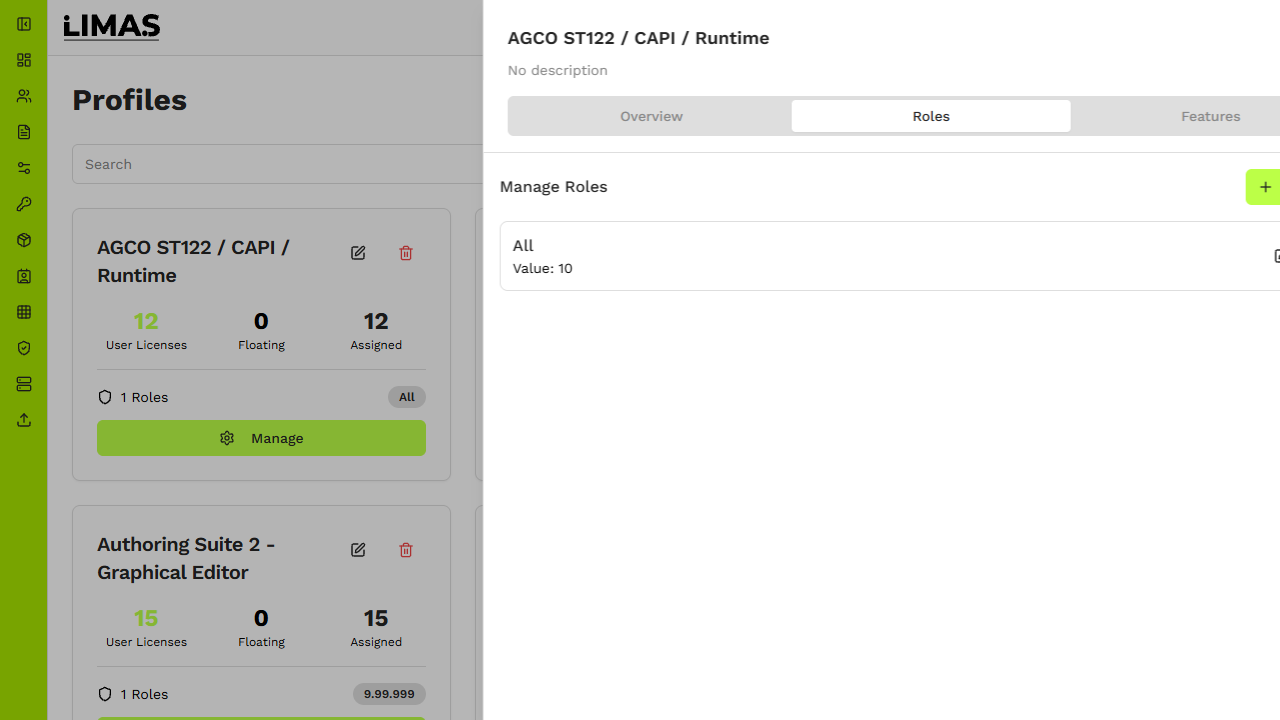 LIMAS
Profiles
Search
AGCO ST122 / CAPI /
Runtime
12
0
12
User Licenses
Floating
Assigned
1 Roles
All
Manage
Authoring Suite 2 -
Graphical Editor
15
0
15
User Licenses
Floating
Assigned
1 Roles
9.99.999
AGCO ST122 / CAPI / Runtime
No description
Overview
Roles
Features
Manage Roles
All
Value: 10